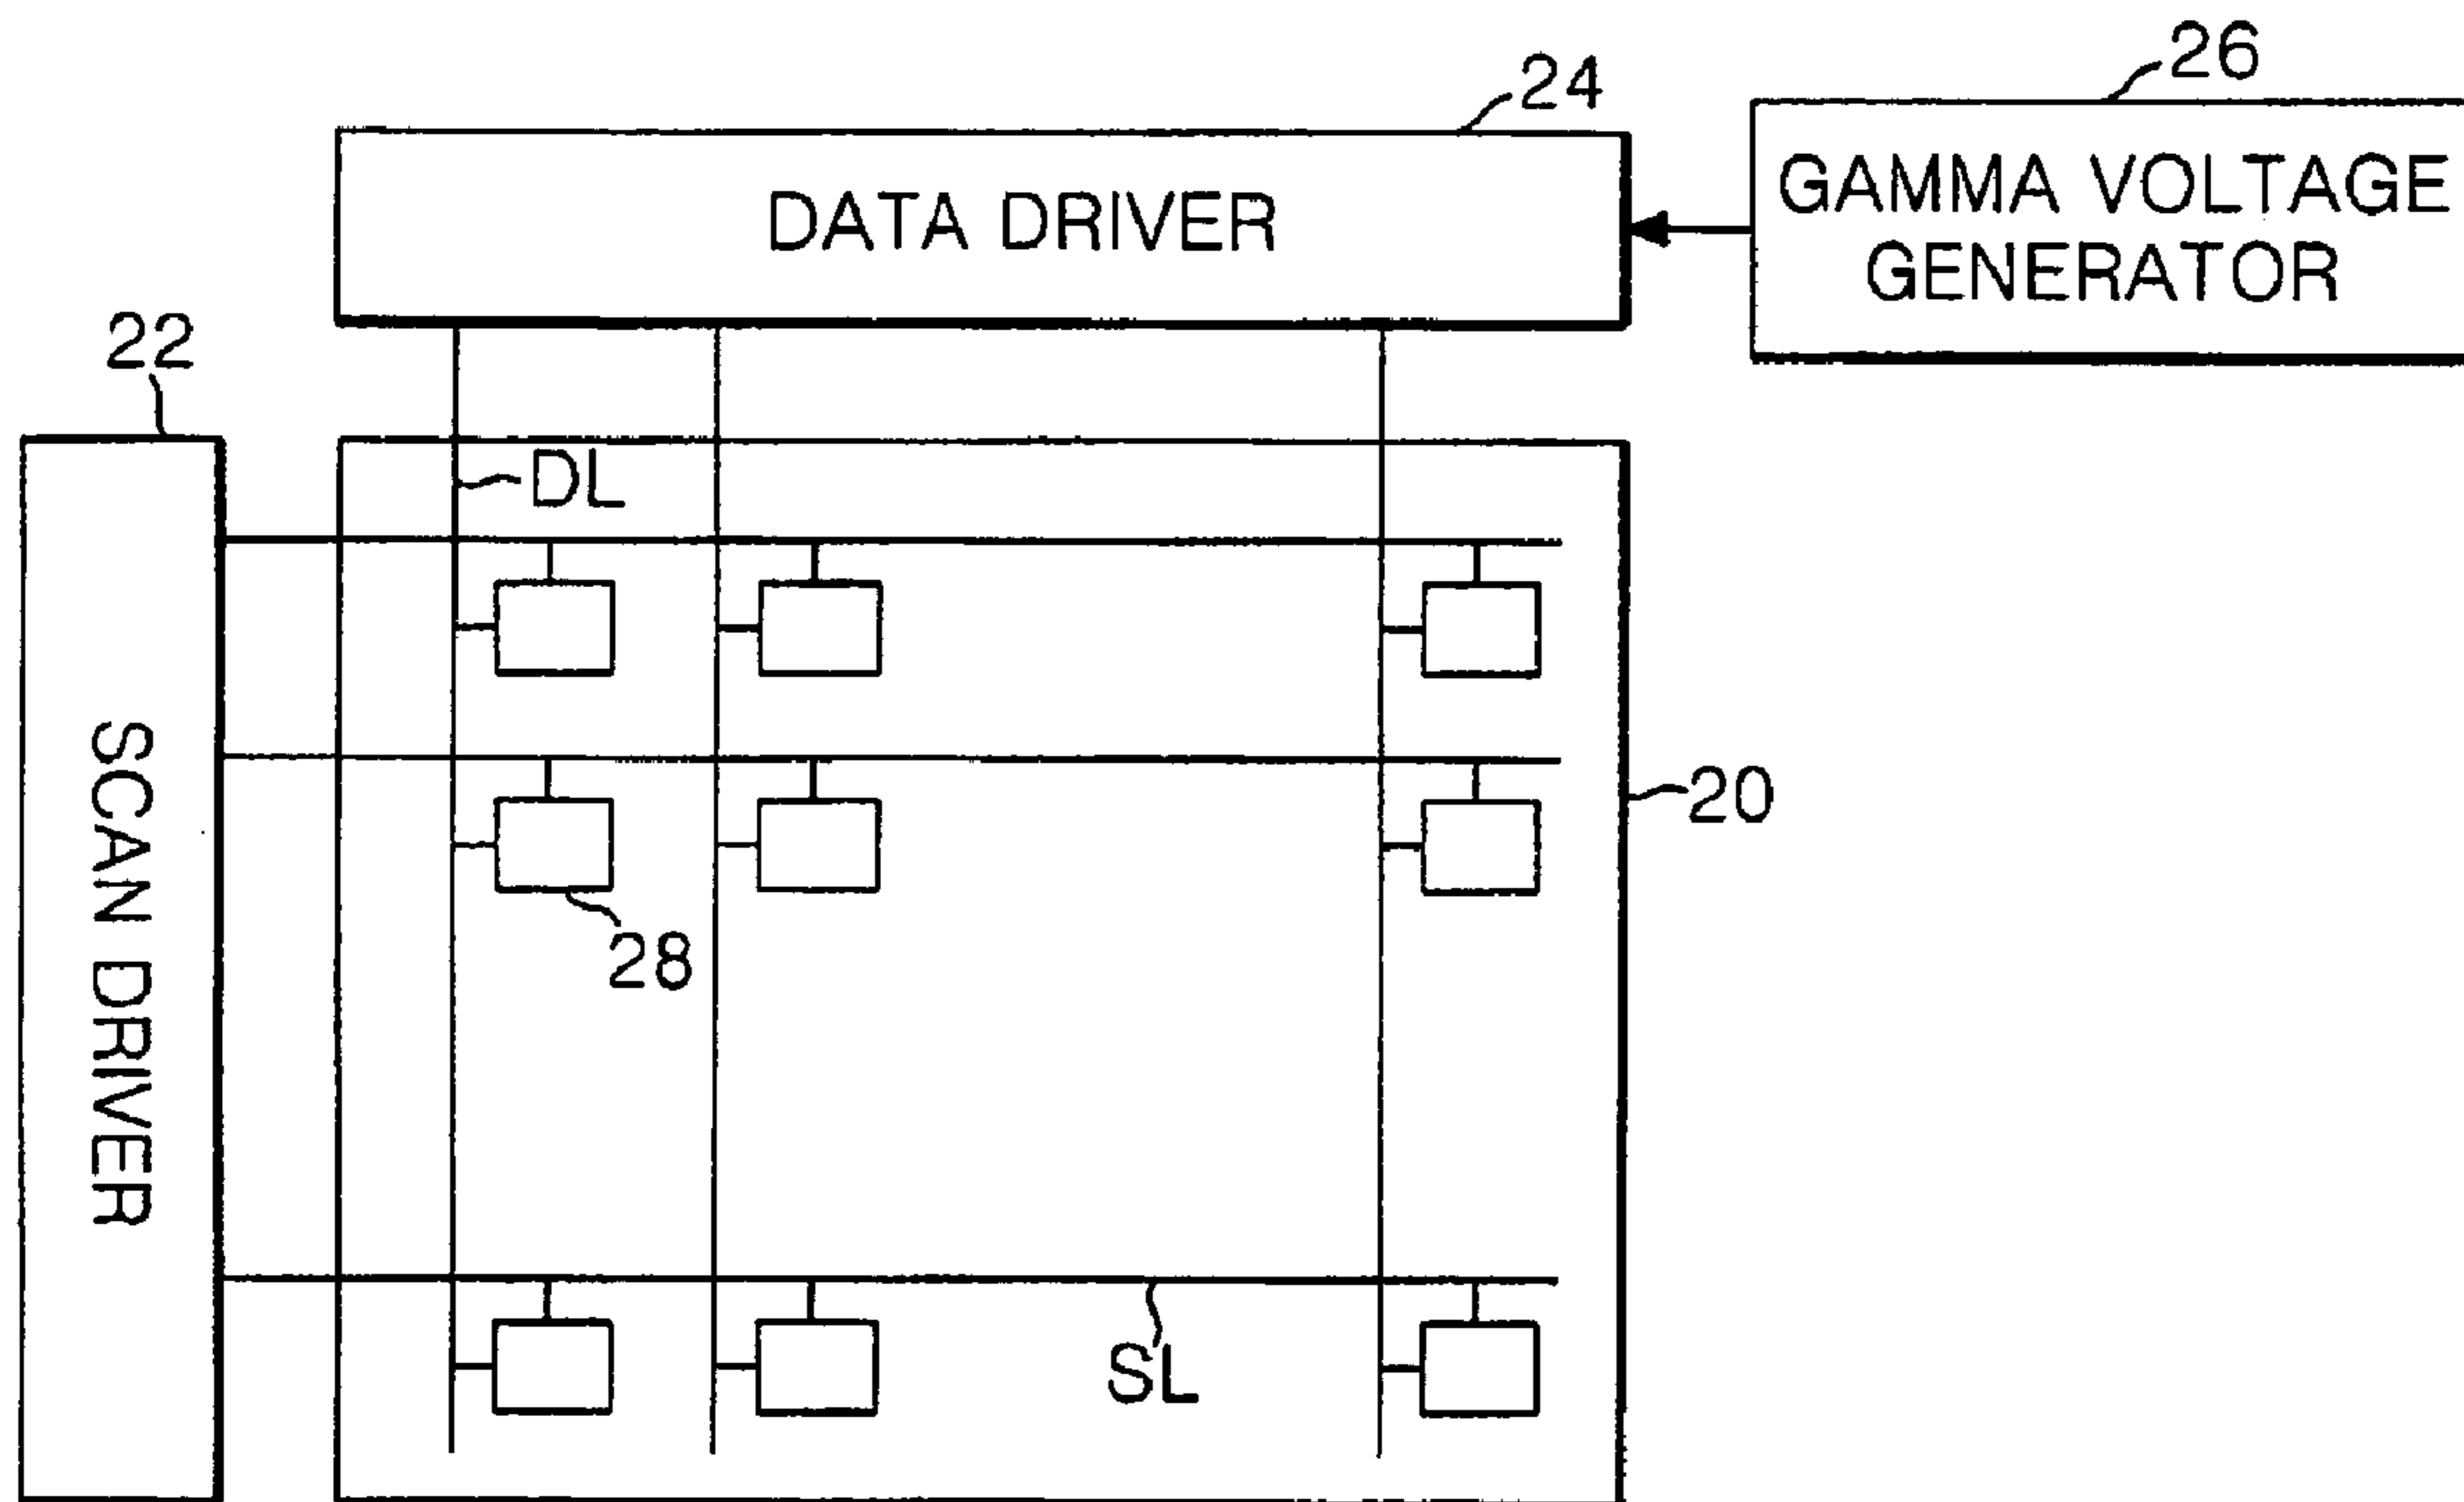 26
24
GAMMA VOLTAGE
GENERATOR
DATA DRIVER
22
DL
SCAN DRIVER
20
28
SL